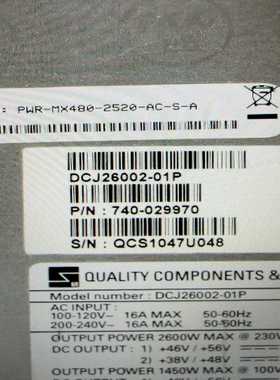 : PWR-MX480-2520-AC-S-A
DCJ26002-01P
P/N : 740-029970
S/N : QCS1047U048
QUALITY COMPONENTS &
Model number : DCJ26002-01P
AC INPUT :
100-120V~ 16A MAX 50-60Hz
200-240V~ 16A MAX 50-60Hz
OUTPUT POWER 2600W MAX @ 230V
DC OUTPUT : 1) +46V / +56V
2) +38V / +48V
OUTPUT POWER 1450W MAX @ 100